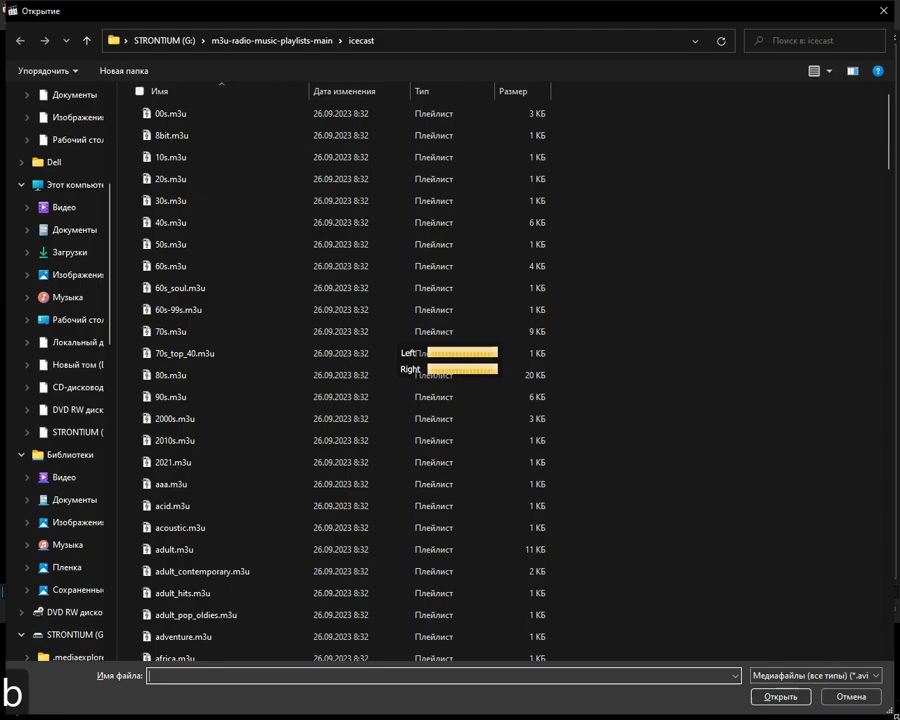 Открытие
STRONTIUM (G:) › m3u-radio-music-playlists-main › icecast
Поиск в: icecast
Упорядочить
Новая папка
Имя
Дата изменения
Тип
Размер
00s.m3u 26.09.2023 8:32 Плейлист 3 КБ
8bit.m3u 26.09.2023 8:32 Плейлист 1 КБ
10s.m3u 26.09.2023 8:32 Плейлист 1 КБ
20s.m3u 26.09.2023 8:32 Плейлист 1 КБ
30s.m3u 26.09.2023 8:32 Плейлист 1 КБ
40s.m3u 26.09.2023 8:32 Плейлист 6 КБ
50s.m3u 26.09.2023 8:32 Плейлист 1 КБ
60s.m3u 26.09.2023 8:32 Плейлист 4 КБ
60s_soul.m3u 26.09.2023 8:32 Плейлист 1 КБ
60s-99s.m3u 26.09.2023 8:32 Плейлист 1 КБ
70s.m3u 26.09.2023 8:32 Плейлист 9 КБ
70s_top_40.m3u 26.09.2023 8:32 Пле 1 КБ
80s.m3u 26.09.2023 8:32 Плейлист 20 КБ
90s.m3u 26.09.2023 8:32 Плейлист 6 КБ
2000s.m3u 26.09.2023 8:32 Плейлист 3 КБ
2010s.m3u 26.09.2023 8:32 Плейлист 1 КБ
2021.m3u 26.09.2023 8:32 Плейлист 1 КБ
aaa.m3u 26.09.2023 8:32 Плейлист 1 КБ
acid.m3u 26.09.2023 8:32 Плейлист 1 КБ
acoustic.m3u 26.09.2023 8:32 Плейлист 1 КБ
adult.m3u 26.09.2023 8:32 Плейлист 11 КБ
adult_contemporary.m3u 26.09.2023 8:32 Плейлист 2 КБ
adult_hits.m3u 26.09.2023 8:32 Плейлист 1 КБ
adult_pop_oldies.m3u 26.09.2023 8:32 Плейлист 1 КБ
adventure.m3u 26.09.2023 8:32 Плейлист 1 КБ
africa.m3u 26.09.2023 8:32 Плейлист 1 КБ
Left
Right
Документы
Изображени
Рабочий стол
Dell
Этот компьюте
Видео
Документы
Загрузки
Изображени
Музыка
Рабочий стол
Локальный д
Новый том (I
CD-дисковод
DVD RW диск
STRONTIUM (
Библиотеки
Видео
Документы
Изображени
Музыка
Пленка
Сохраненны
DVD RW диско
STRONTIUM (G
.mediaexplore
b
Имя файла:
Медиафайлы (все типы) (*.avi
Открыть
Отмена